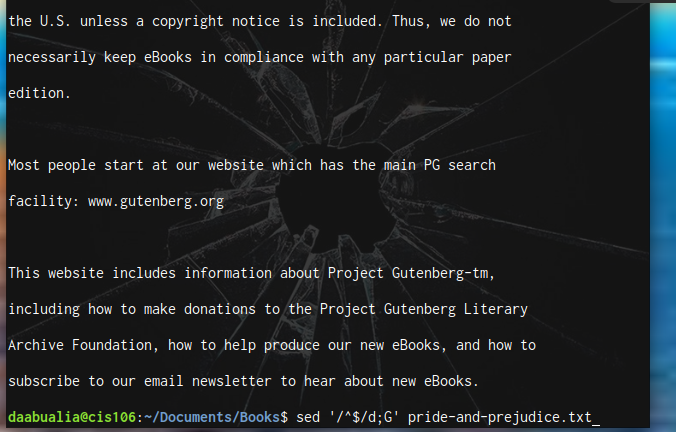 the U.S. unless a copyright notice is included. Thus, we do not
necessarily keep eBooks in compliance with any particular paper
edition.
Most people start at our website which has the main PG search
facility: www.gutenberg.org
This website includes information about Project Gutenberg-tm,
including how to make donations to the Project Gutenberg Literary
Archive Foundation, how to help produce our new eBooks, and how to
subscribe to our email newsletter to hear about new eBooks.
daabualia@cis106:~/Documents/Books$ sed '/^$/d;G' pride-and-prejudice.txt_